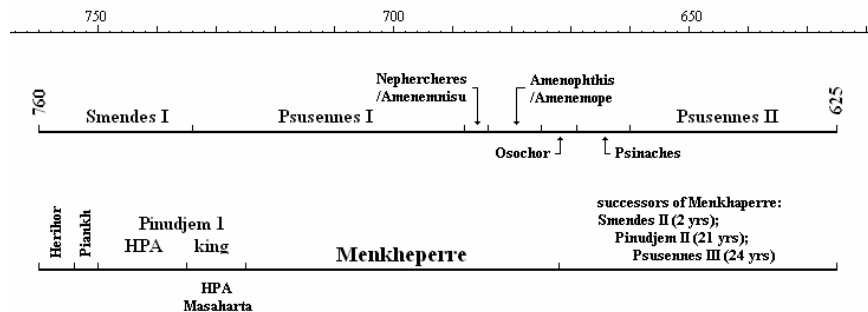 750 700 650
Nephercheres
/Amenemnisu
Amenophthis
/Amenemope
760
Smendes I
Psusennes I
Psusennes II
625
Osochor
Psinaches
Herihor
Piankh
Pinudjem 1
HPA king
Menkheperre
successors of Menkhaperre:
Smendes II (2 yrs);
Pinudjem II (21 yrs);
Psusennes III (24 yrs)
HPA
Masaharta